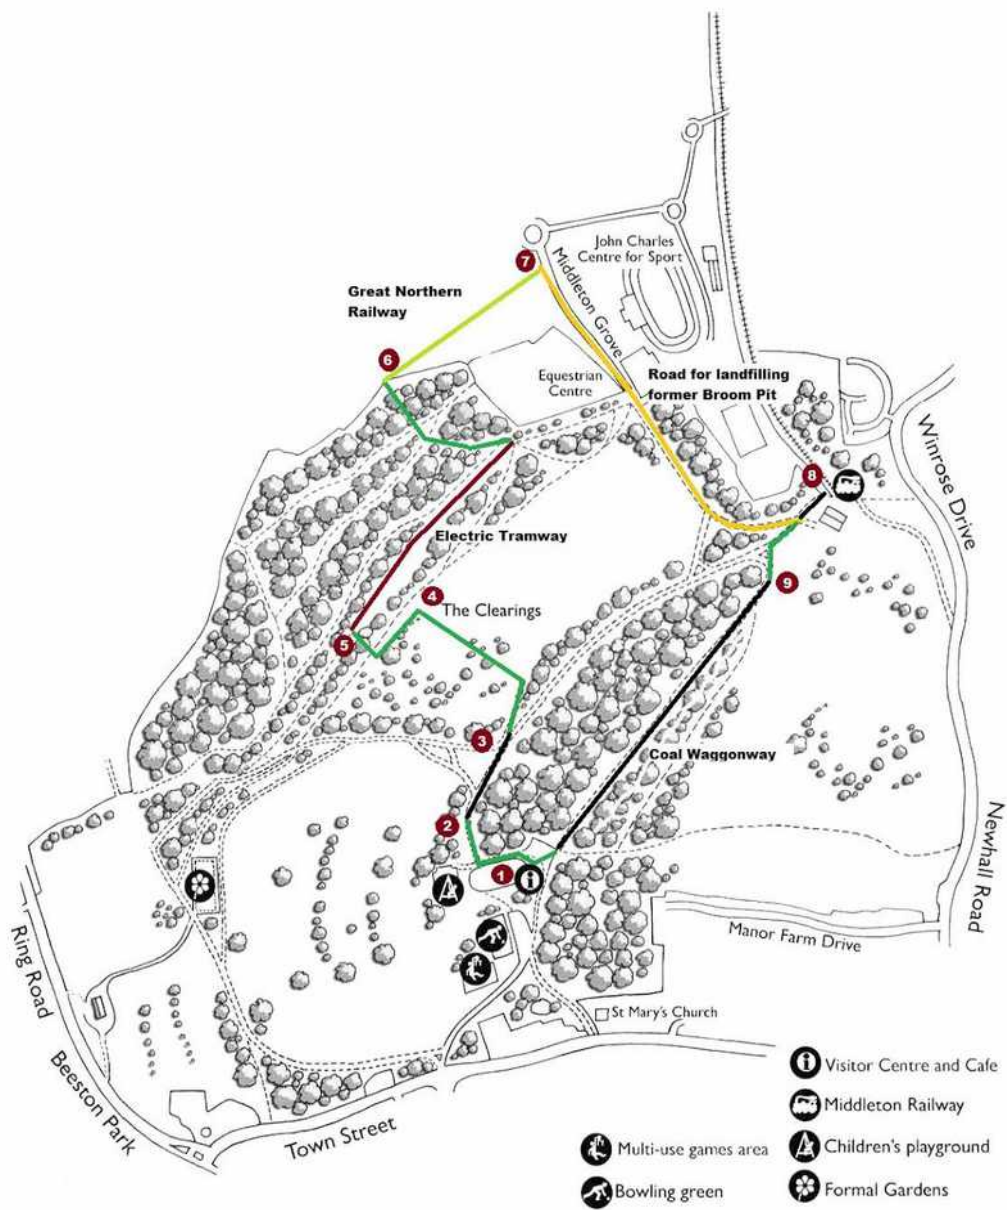 7
John Charles
Centre for Sport
Middleton Grove
Great Northern
Railway
6
Equestrian
Centre
Road for landfilling
former Broom Pit
Winrose Drive
8
Electric Tramway
9
4
The Clearings
5
3
Coal Waggonway
2
1
i
Newhall Road
Manor Farm Drive
Ring Road
St Mary's Church
Beeston Park
Town Street
i Visitor Centre and Cafe
Middleton Railway
Multi-use games area
Children's playground
Bowling green
Formal Gardens